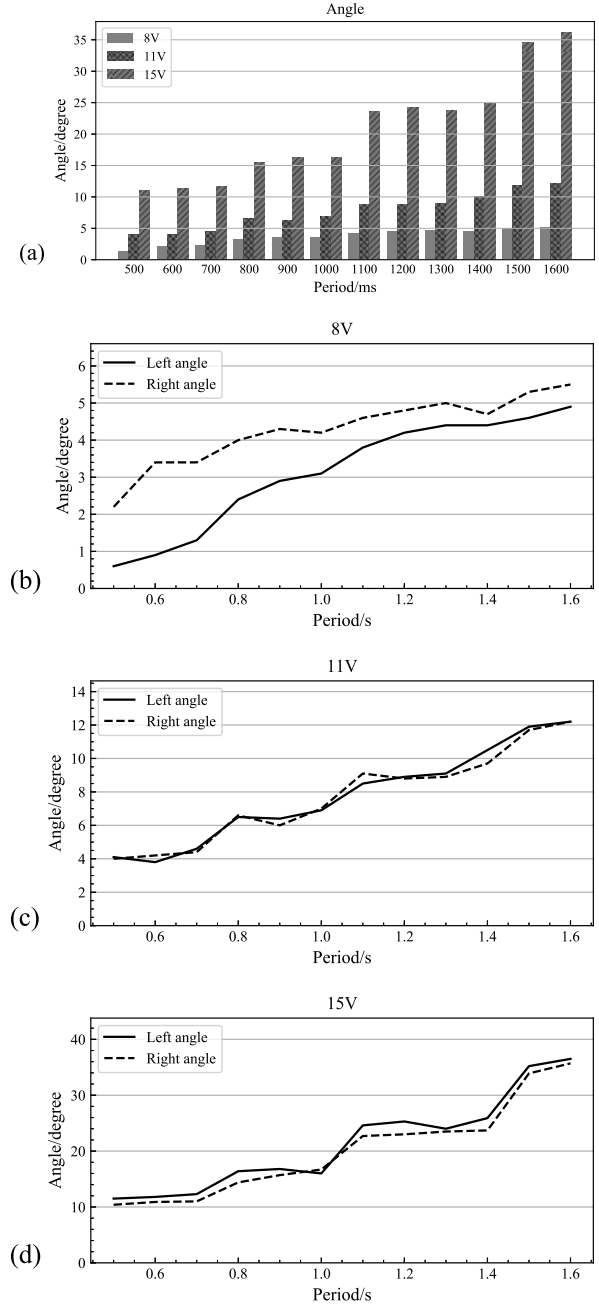 Angle
8V
11V
15V
35
30
25
20
15
10
5
0
Angle/degree
500 600 700 800 900 1000 1100 1200 1300 1400 1500 1600
Period/ms
(a)
8V
Left angle
Right angle
6
5
4
3
2
1
0
Angle/degree
0.6 0.8 1.0 1.2 1.4 1.6
Period/s
(b)
11V
Left angle
Right angle
14
12
10
8
6
4
2
0
Angle/degree
0.6 0.8 1.0 1.2 1.4 1.6
Period/s
(c)
15V
Left angle
Right angle
40
30
20
10
0
Angle/degree
0.6 0.8 1.0 1.2 1.4 1.6
Period/s
(d)